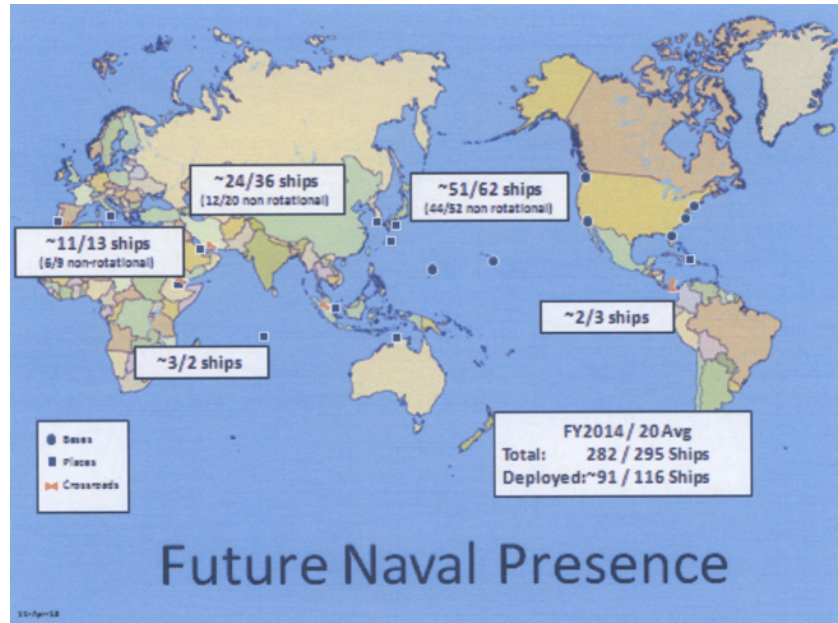 ~24/36 ships
(12/20 non rotational)
~51/62 ships
(44/52 non rotational)
~11/13 ships
(6/9 non-rotational)
~2/3 ships
~3/2 ships
Bases
Places
Crossroads
FY2014 / 20 Avg
Total: 282 / 295 Ships
Deployed:~91 / 116 Ships
Future Naval Presence